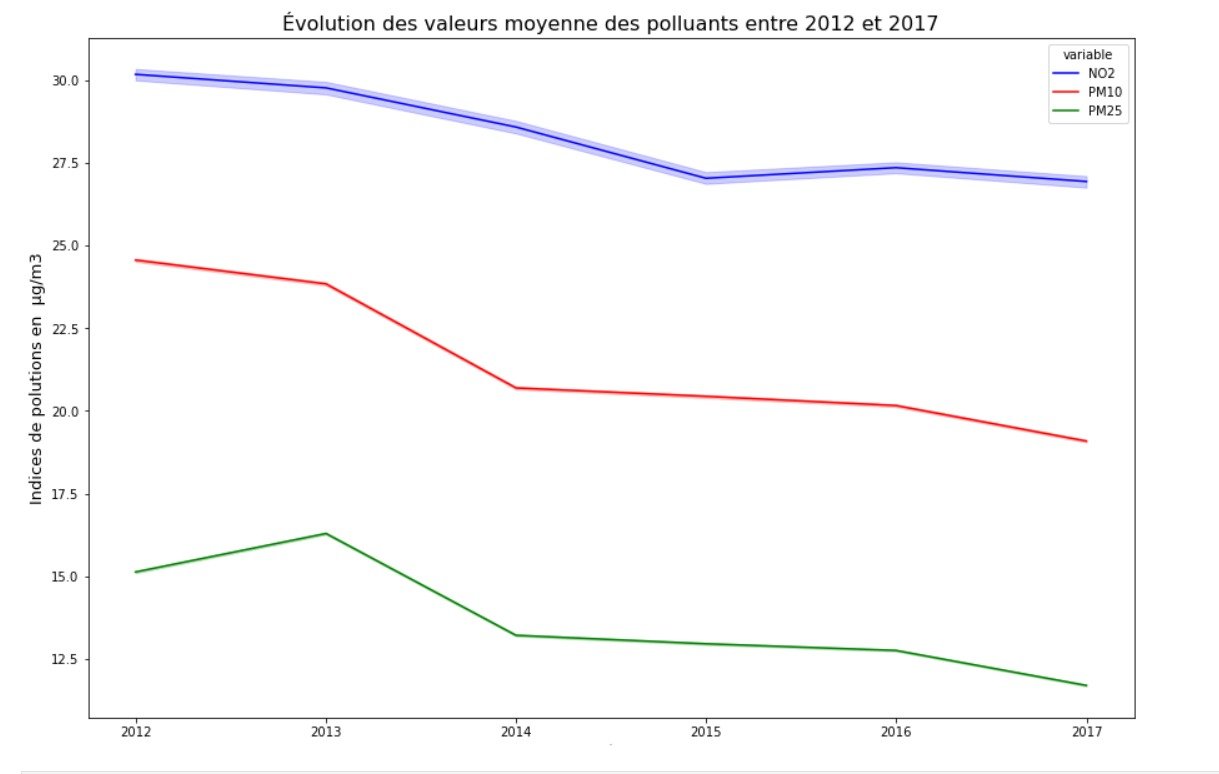 Évolution des valeurs moyenne des polluants entre 2012 et 2017
variable
NO2
PM10
PM25
Indices de polutions en  µg/m3
30.0
27.5
25.0
22.5
20.0
17.5
15.0
12.5
2012
2013
2014
2015
2016
2017